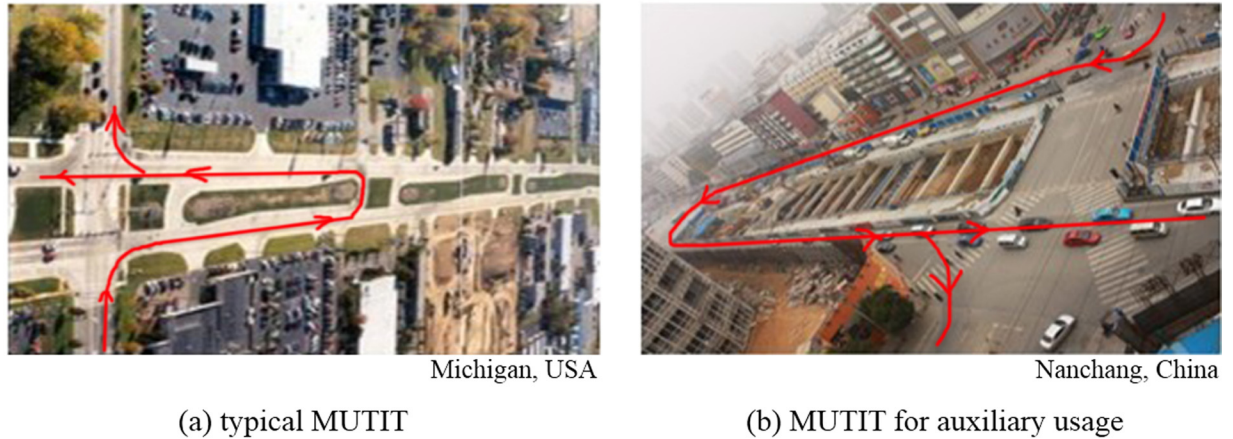 Michigan, USA
Nanchang, China
(a) typical MUTIT
(b) MUTIT for auxiliary usage